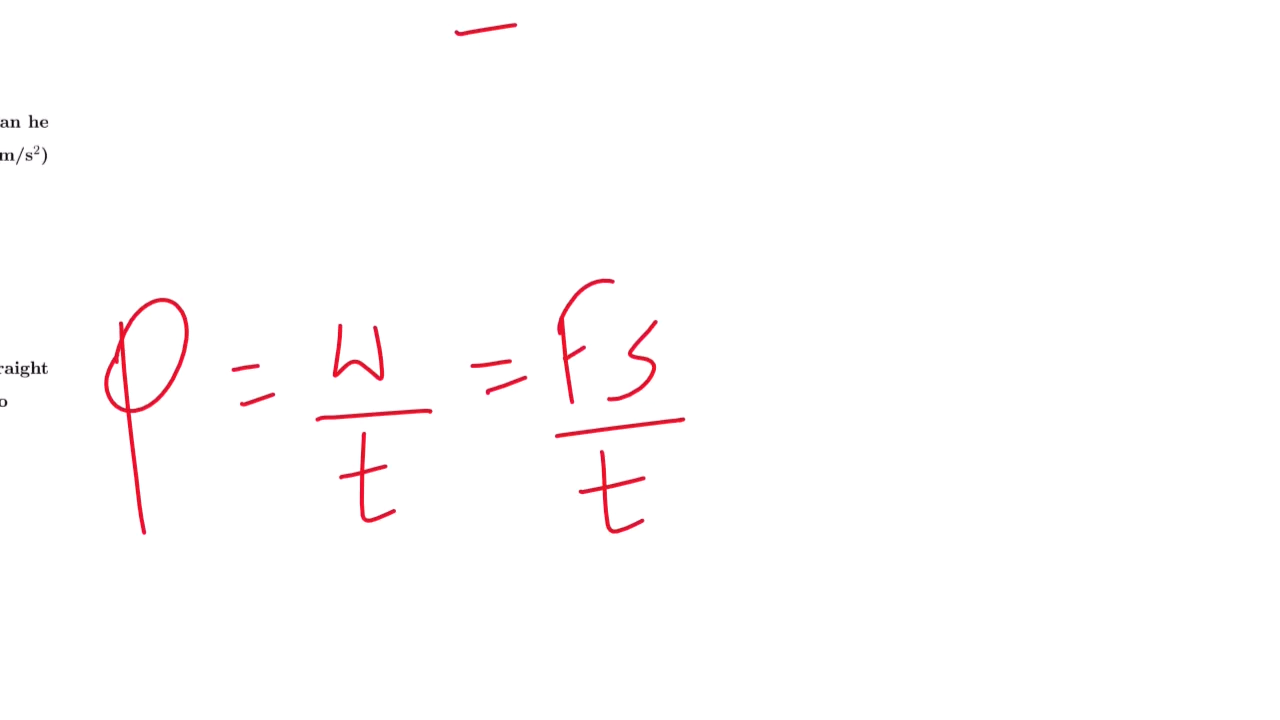 an he
m/s²)
raight
o
P = W/t = Fs/t